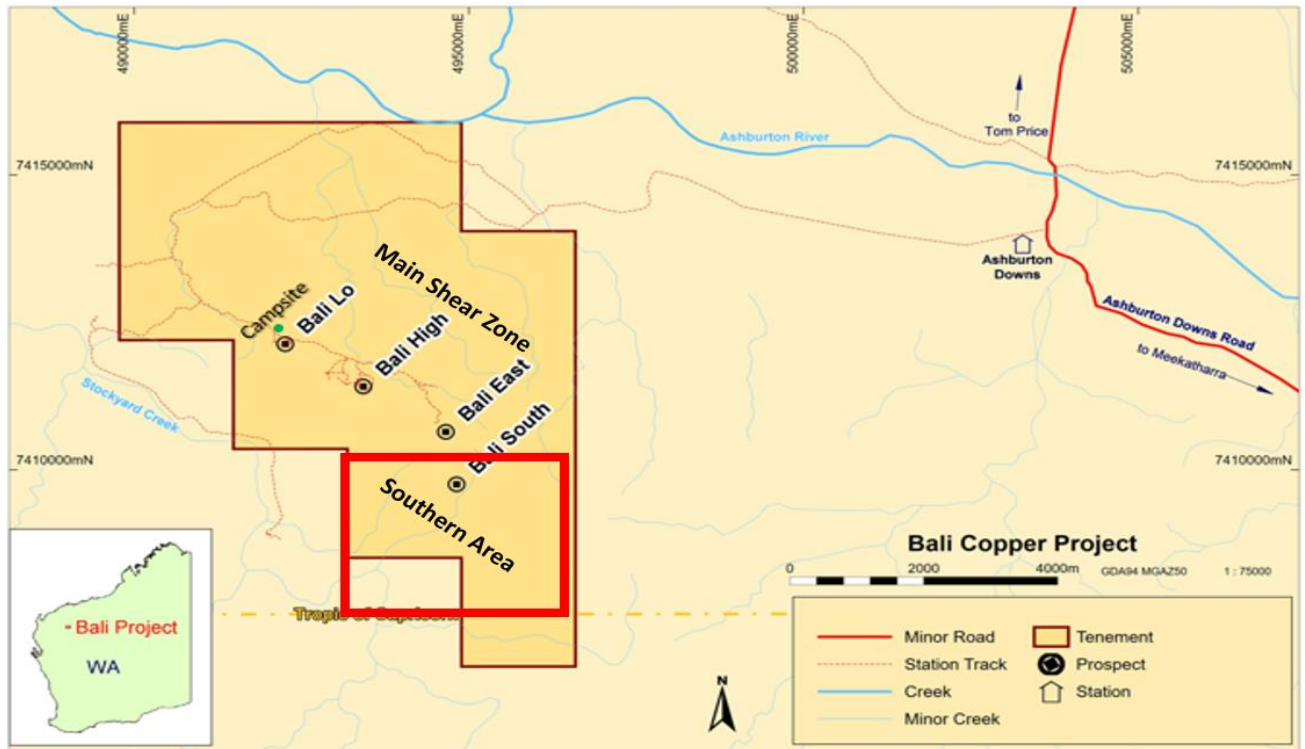 490000mE
495000mE
500000mE
505000mE
to
Tom Price
Ashburton River
7415000mN
7415000mN
Ashburton
Downs
Main Shear Zone
Campsite
Bali Lo
Bali High
Ashburton Downs Road
to Meekatharra
Bali East
Stockyard Creek
Bali South
7410000mN
7410000mN
Southern Area
Bali Copper Project
0
2000
4000m
GDA94 MGAZ50
1 : 75000
Tropic of Capricorn
Bali Project
WA
N
Minor Road
Station Track
Creek
Minor Creek
Tenement
Prospect
Station